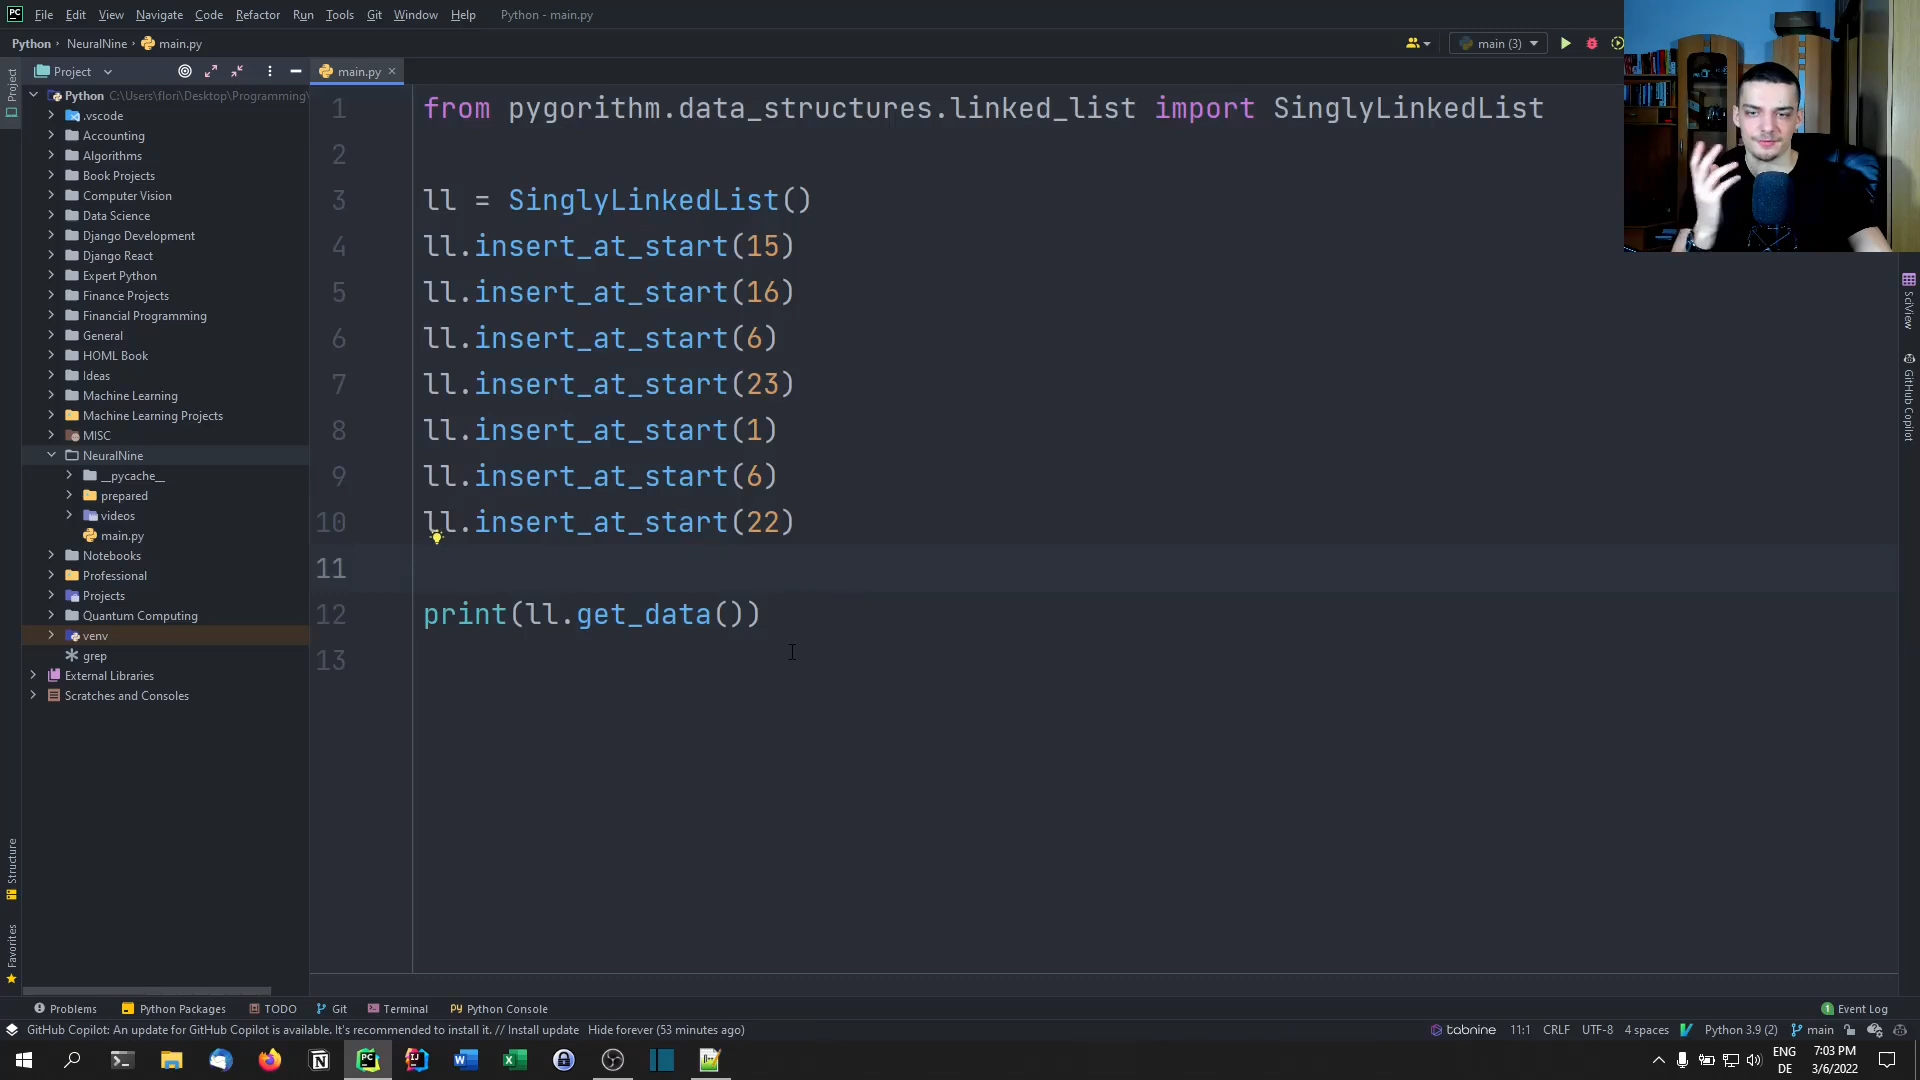 File Edit View Navigate Code Refactor Run Tools Git Window Help Python - main.py
Python NeuralNine main.py
main (3)
Project
main.py
Project
Python C:\Users\flori\Desktop\Programming\
.vscode
Accounting
Algorithms
Book Projects
Computer Vision
Data Science
Django Development
Django React
Expert Python
Finance Projects
Financial Programming
General
HOML Book
Ideas
Machine Learning
Machine Learning Projects
MISC
NeuralNine
__pycache__
prepared
videos
main.py
Notebooks
Professional
Projects
Quantum Computing
venv
grep
External Libraries
Scratches and Consoles
Structure
Favorites
1 from pygorithm.data_structures.linked_list import SinglyLinkedList
2
3 ll = SinglyLinkedList()
4 ll.insert_at_start(15)
5 ll.insert_at_start(16)
6 ll.insert_at_start(6)
7 ll.insert_at_start(23)
8 ll.insert_at_start(1)
9 ll.insert_at_start(6)
10 ll.insert_at_start(22)
11
12 print(ll.get_data())
13
SciView
GitHub Copilot
Problems Python Packages TODO Git Terminal Python Console
1 Event Log
GitHub Copilot: An update for GitHub Copilot is available. It's recommended to install it. // Install update Hide forever (53 minutes ago)
tabnine 11:1 CRLF UTF-8 4 spaces Python 3.9 (2) main
ENG 7:03 PM
DE 3/6/2022